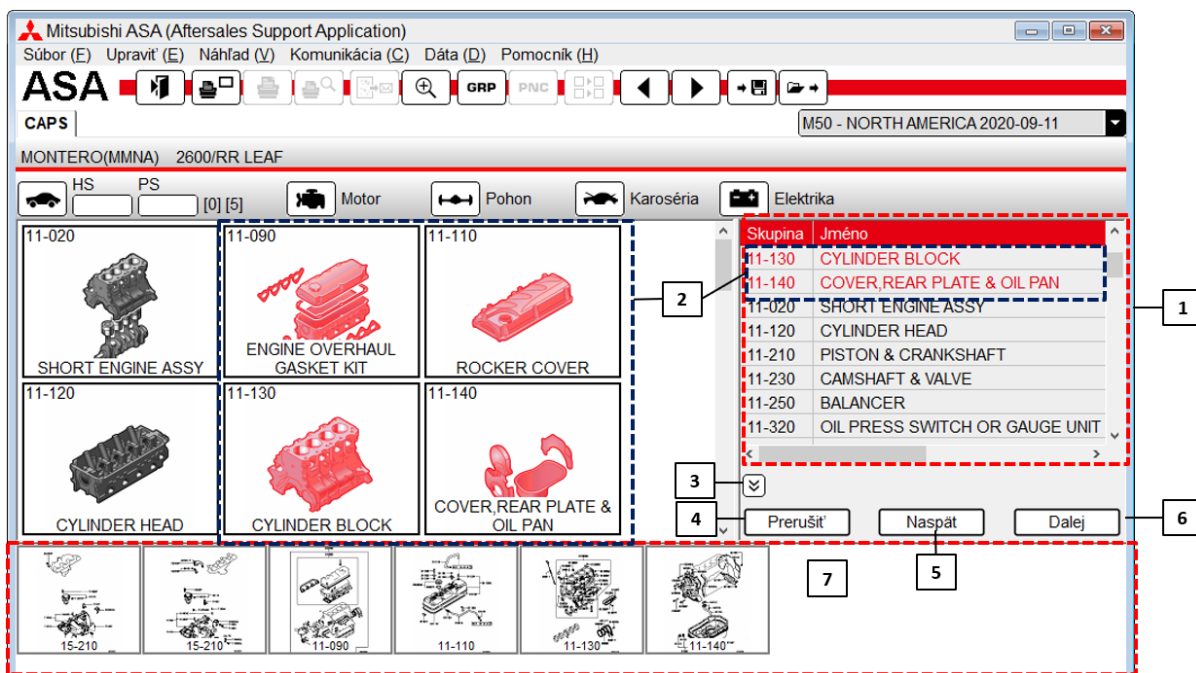 Mitsubishi ASA (Aftersales Support Application)
Súbor (F) Upraviť (E) Náhľad (V) Komunikácia (C) Dáta (D) Pomocník (H)
ASA GRP PNC
CAPS M50 - NORTH AMERICA 2020-09-11
MONTERO(MMNA) 2600/RR LEAF
HS PS [0] [5] Motor Pohon Karoséria Elektrika
11-020 11-090 11-110
SHORT ENGINE ASSY
ENGINE OVERHAUL
GASKET KIT
ROCKER COVER
11-120 11-130 11-140
CYLINDER HEAD
CYLINDER BLOCK
COVER,REAR PLATE &
OIL PAN
2
Skupina Jméno
11-130 CYLINDER BLOCK
11-140 COVER,REAR PLATE & OIL PAN
11-020 SHORT ENGINE ASSY
11-120 CYLINDER HEAD
11-210 PISTON & CRANKSHAFT
11-230 CAMSHAFT & VALVE
11-250 BALANCER
11-320 OIL PRESS SWITCH OR GAUGE UNIT
1
3
4 Prerušiť Naspät Dalej 6
5
7
15-210 15-210 11-090 11-110 11-130 11-140